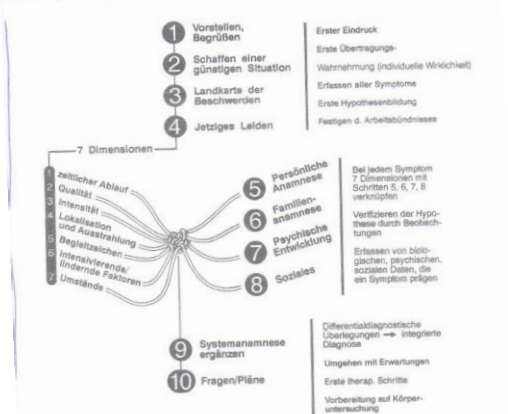 1 Vorstellen,
Begrüßen
2 Schaffen einer
günstigen Situation
3 Landkarte der
Beschwerden
4 Jetziges Leiden
Erster Eindruck
Erste Übertragungs-
Wahrnehmung (individuelle Wirklichkeit)
Erfassen aller Symptome
Erste Hypothesenbildung
Festigen d. Arbeitsbündnieses
7 Dimensionen
1 zeitlicher Ablauf
2 Qualität
3 Intensität
4 Lokalisation
und Ausstrahlung
5 Begleitzeichen
6 Intensivierende/
lindernde Faktoren
7 Umstände
5 Persönliche
Anamnese
6 Familien-
anamnese
7 Psychische
Entwicklung
8 Soziales
Bei jedem Symptom
7 Dimensionen mit
Schritten 5, 6, 7, 8
verknüpfen
Verifizieren der Hypo-
these durch Beobach-
tungen
Erfassen von biolo-
gischen, psychischen,
sozialen Daten, die
ein Symptom prägen
9 Systemanamnese
ergänzen
10 Fragen/Pläne
Differentialdiagnostische
Überlegungen → integrierte
Diagnose
Umgehen mit Erwartungen
Erste therap. Schritte
Vorbereitung auf Körper-
untersuchung